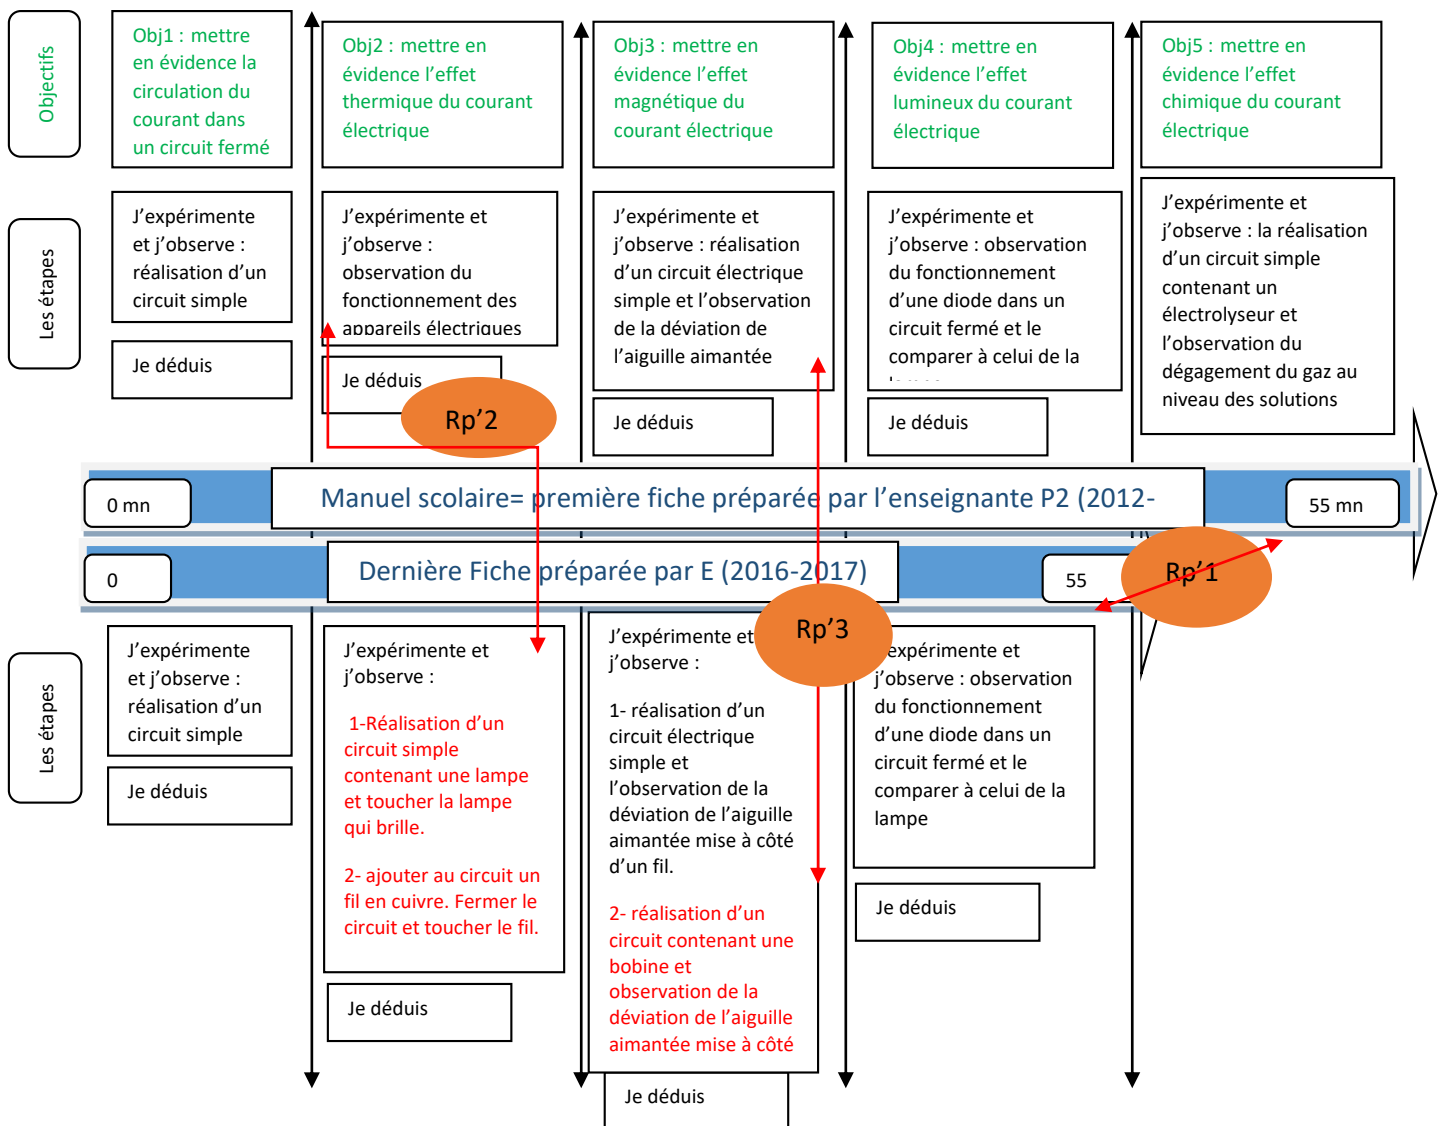 Objectifs
Obj1 : mettre
en évidence la
circulation du
courant dans
un circuit fermé
Obj2 : mettre en
évidence l’effet
thermique du courant
électrique
Obj3 : mettre en
évidence l’effet
magnétique du
courant électrique
Obj4 : mettre en
évidence l’effet
lumineux du courant
électrique
Obj5 : mettre en
évidence l’effet
chimique du courant
électrique
Les étapes
J’expérimente
et j’observe :
réalisation d’un
circuit simple
Je déduis
J’expérimente et
j’observe :
observation du
fonctionnement des
appareils électriques
Je déduis
J’expérimente et
j’observe : réalisation
d’un circuit électrique
simple et l’observation
de la déviation de
l’aiguille aimantée
Je déduis
J’expérimente et
j’observe : observation
du fonctionnement
d’une diode dans un
circuit fermé et le
comparer à celui de la
Je déduis
J’expérimente et
j’observe : la réalisation
d’un circuit simple
contenant un
électrolyseur et
l’observation du
dégagement du gaz au
niveau des solutions
Rp’2
0 mn
Manuel scolaire= première fiche préparée par l’enseignante P2 (2012-
55 mn
0
Dernière Fiche préparée par E (2016-2017)
55
Rp’1
Rp’3
Les étapes
J’expérimente
et j’observe :
réalisation d’un
circuit simple
Je déduis
J’expérimente et
j’observe :
1-Réalisation d’un
circuit simple
contenant une lampe
et toucher la lampe
qui brille.
2- ajouter au circuit un
fil en cuivre. Fermer le
circuit et toucher le fil.
Je déduis
J’expérimente et
j’observe :
1- réalisation d’un
circuit électrique
simple et
l’observation de la
déviation de l’aiguille
aimantée mise à côté
d’un fil.
2- réalisation d’un
circuit contenant une
bobine et
observation de la
déviation de l’aiguille
aimantée mise à côté
Je déduis
J’expérimente et
j’observe : observation
du fonctionnement
d’une diode dans un
circuit fermé et le
comparer à celui de la
lampe
Je déduis